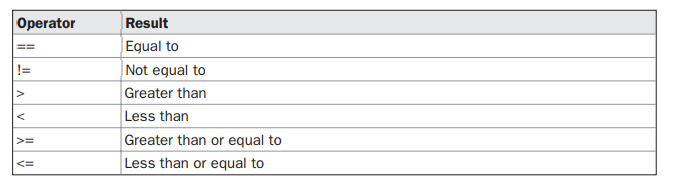 Operator Result
== Equal to
!= Not equal to
> Greater than
< Less than
>= Greater than or equal to
<= Less than or equal to